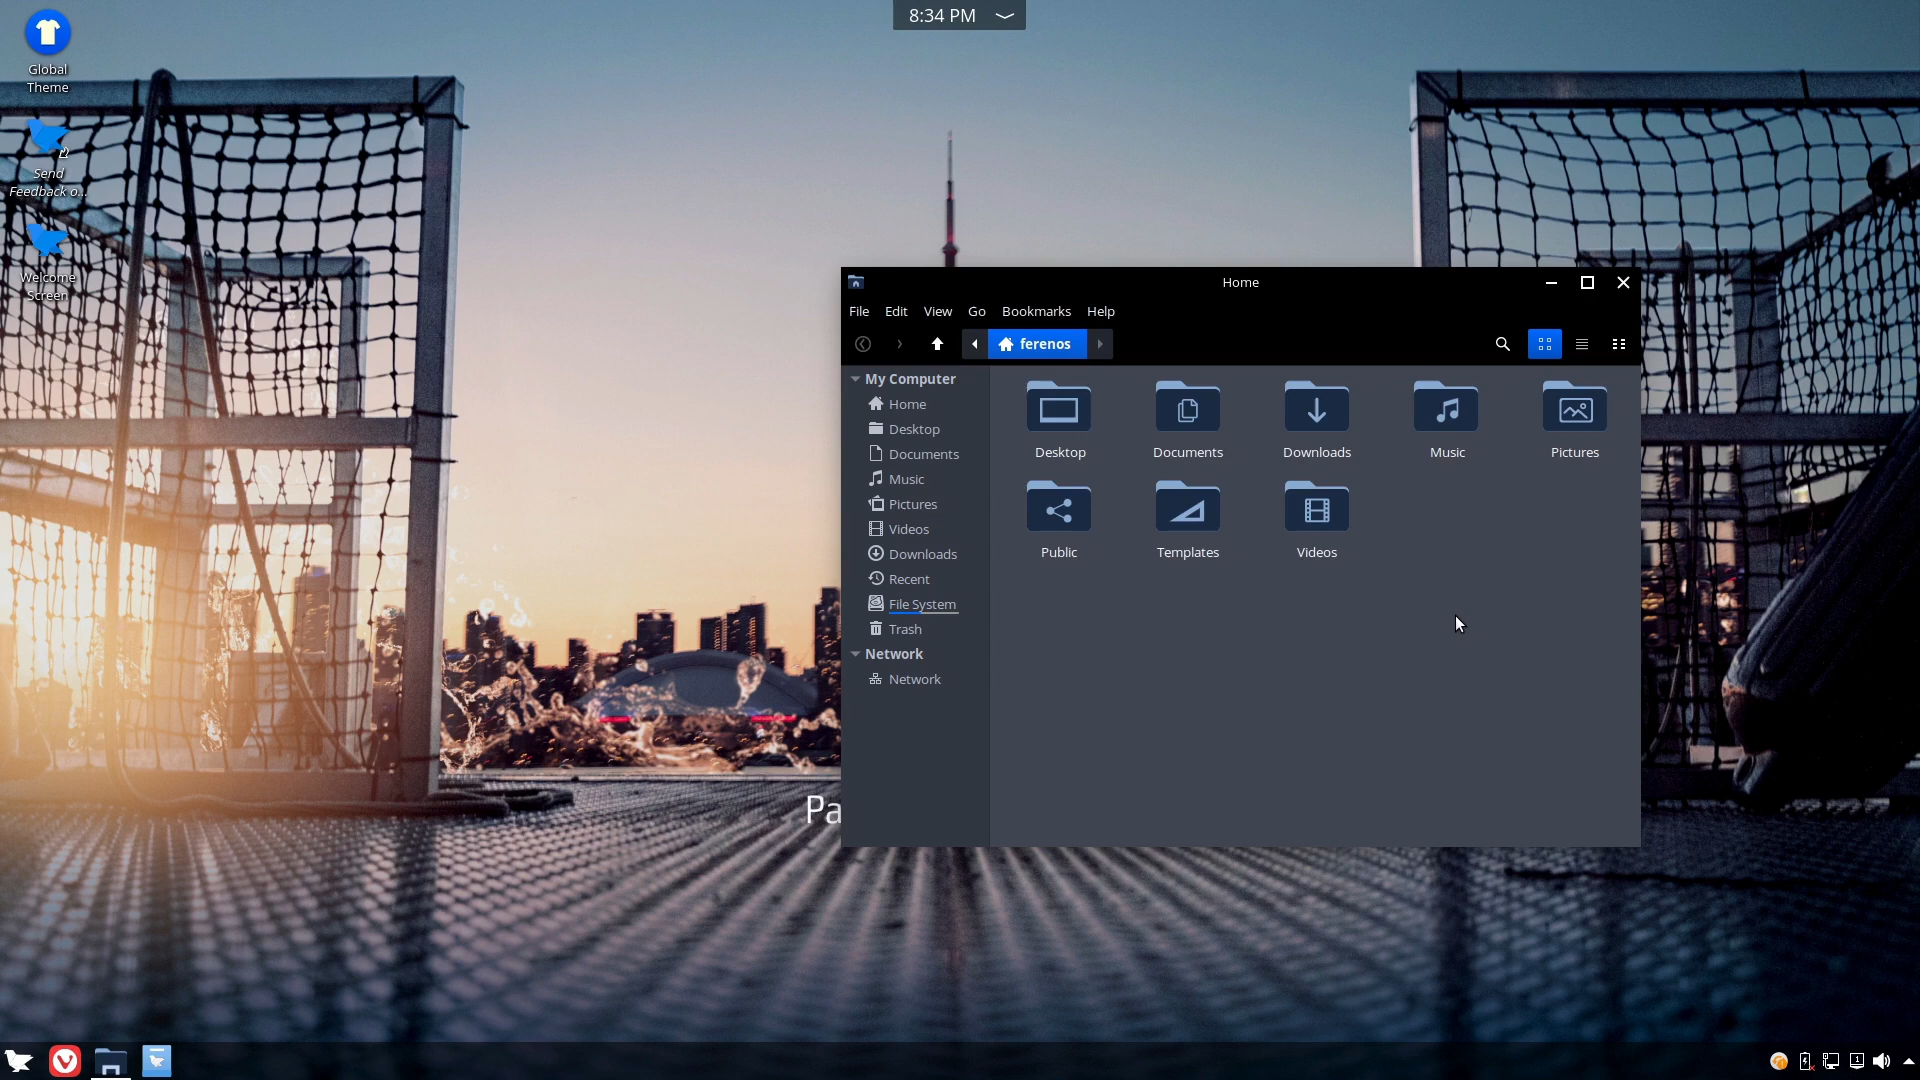 8:34 PM
Global
Theme
Send
Feedback o...
Welcome
Screen
Home
File Edit View Go Bookmarks Help
ferenos
My Computer
Home
Desktop
Documents
Music
Pictures
Videos
Downloads
Recent
File System
Trash
Network
Network
Desktop Documents Downloads Music Pictures
Public Templates Videos
Pa
1